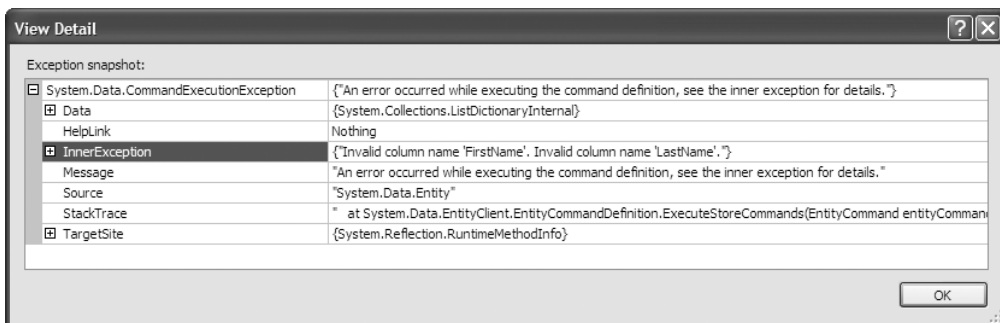 View Detail
Exception snapshot:
System.Data.CommandExecutionException {"An error occurred while executing the command definition, see the inner exception for details."}
Data {System.Collections.ListDictionaryInternal}
HelpLink Nothing
InnerException {"Invalid column name 'FirstName'. Invalid column name 'LastName'."}
Message "An error occurred while executing the command definition, see the inner exception for details."
Source "System.Data.Entity"
StackTrace "   at System.Data.EntityClient.EntityCommandDefinition.ExecuteStoreCommands(EntityCommand entityCommand
TargetSite {System.Reflection.RuntimeMethodInfo}
OK